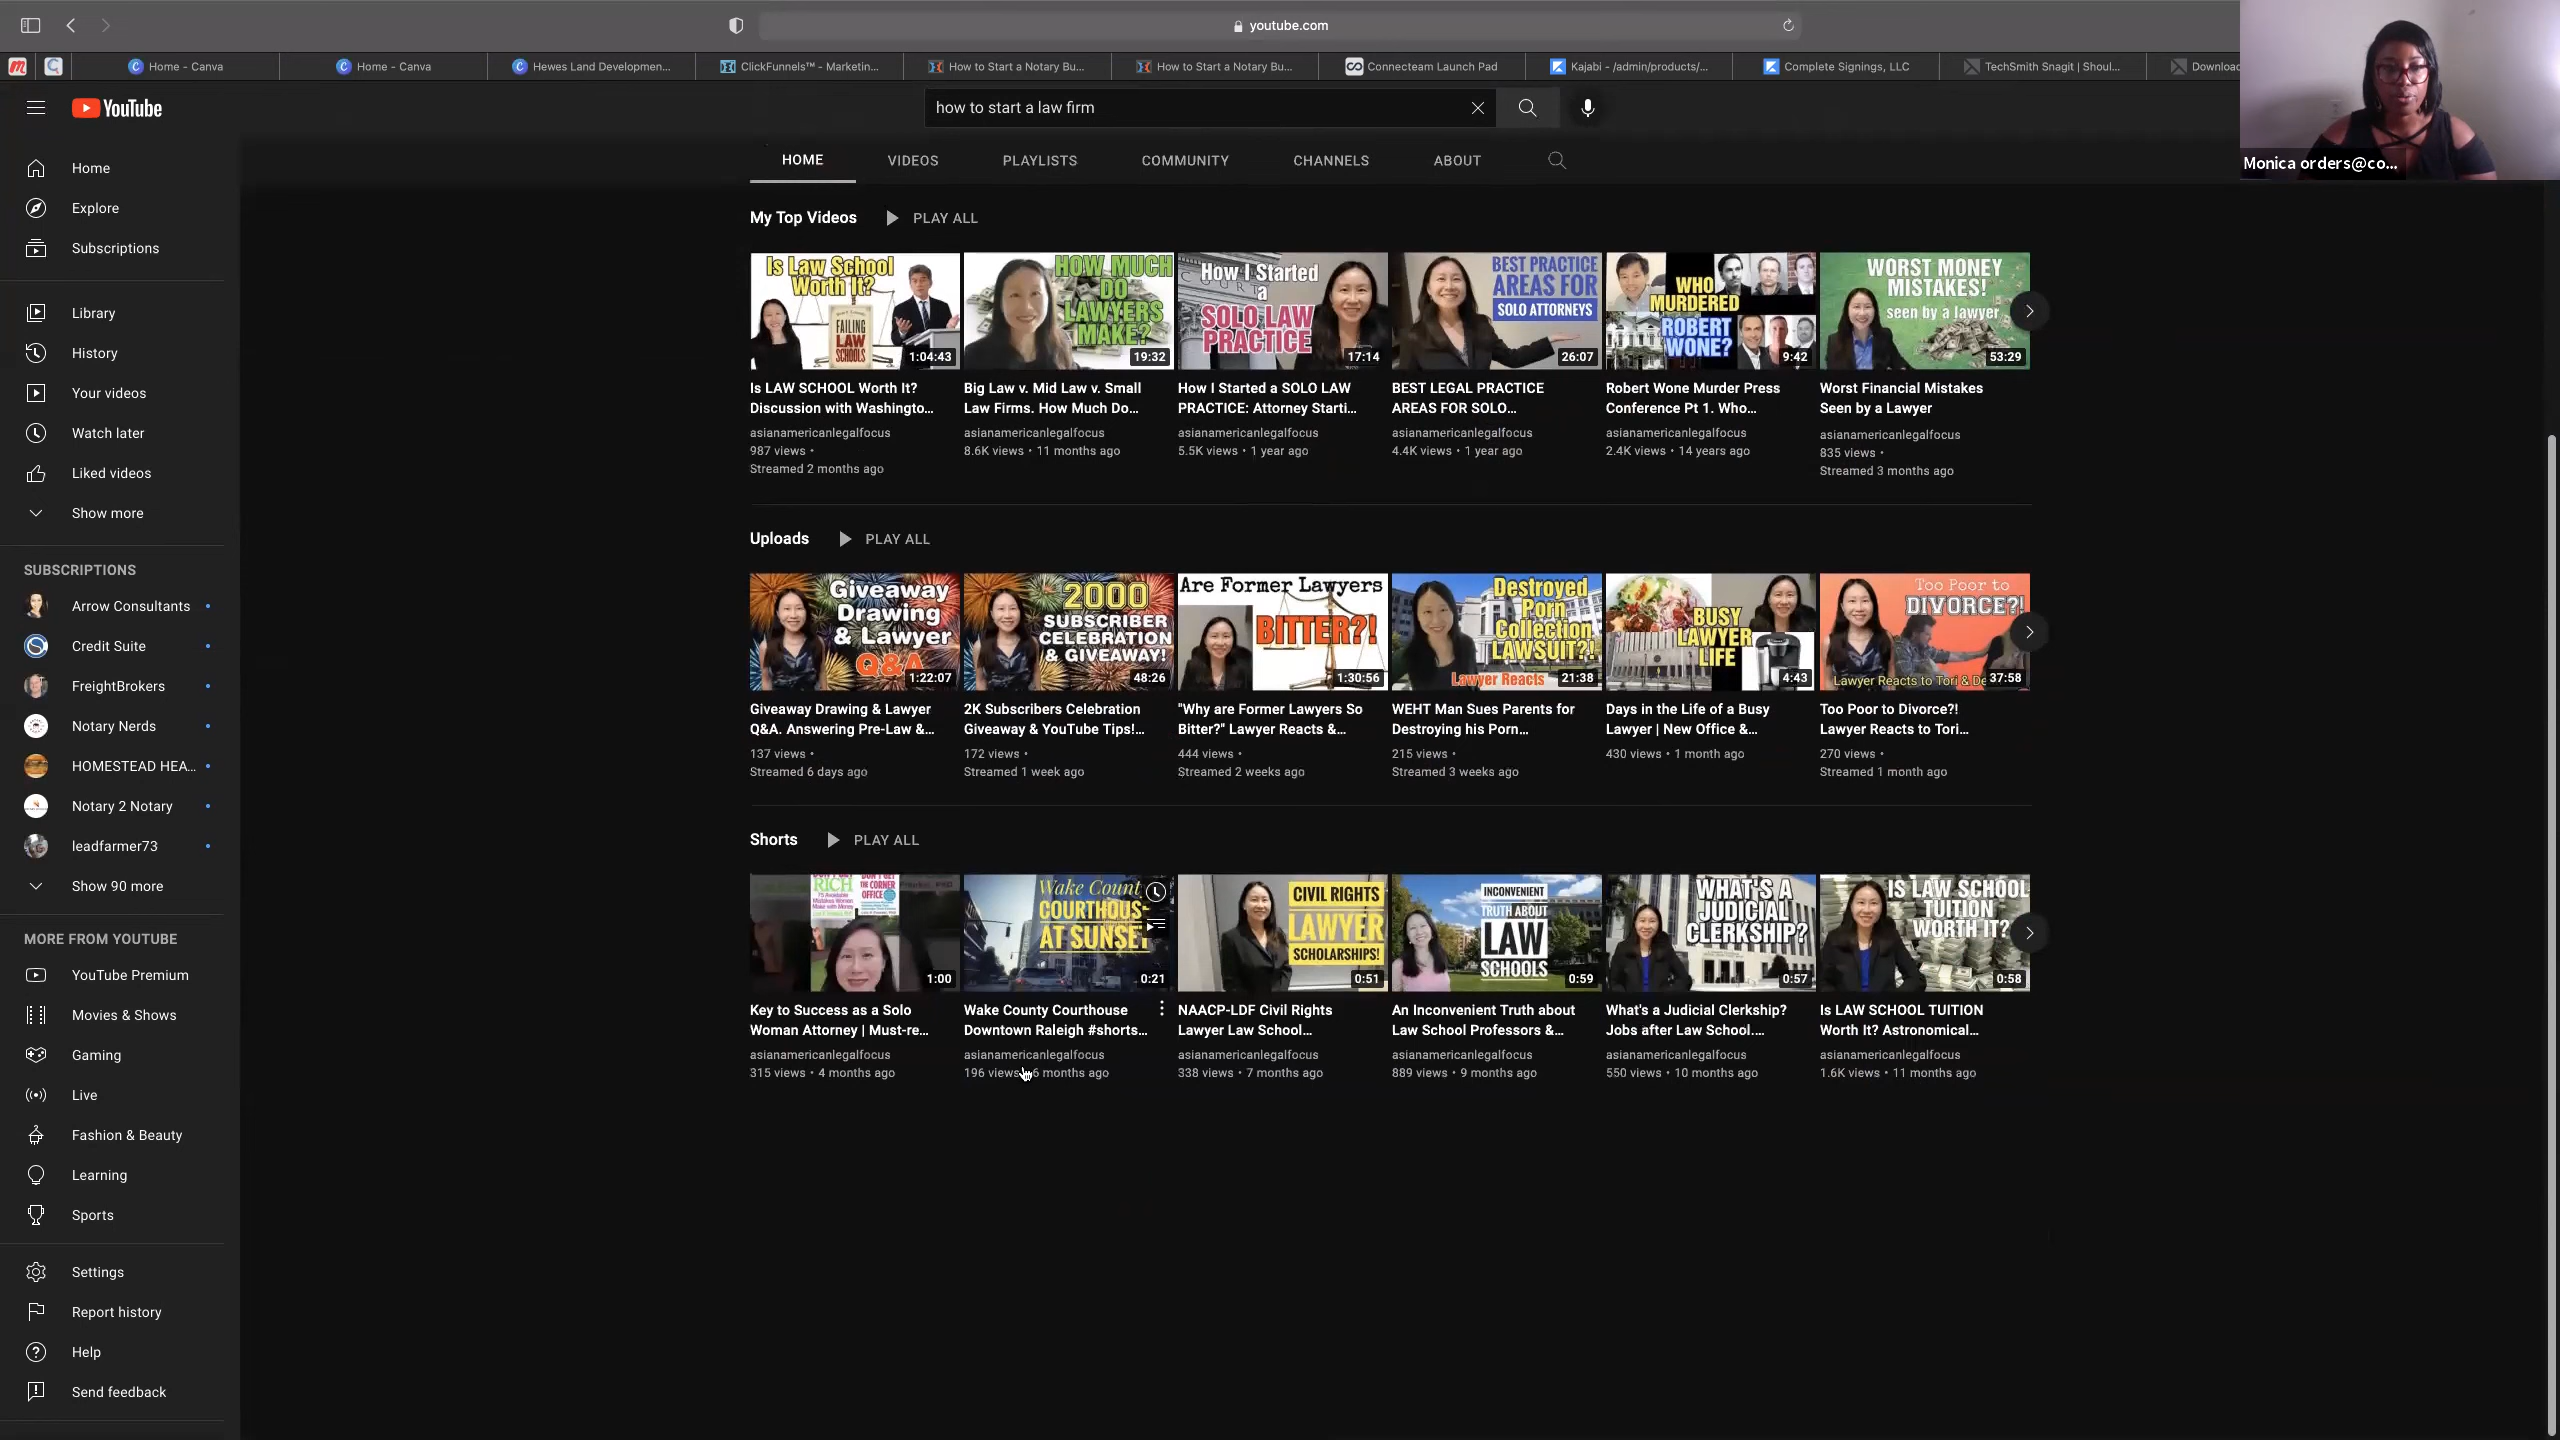 youtube.com
Home - Canva
Home - Canva
Hewes Land Developmen...
ClickFunnels™ - Marketin...
How to Start a Notary Bu...
How to Start a Notary Bu...
Connecteam Launch Pad
Kajabi - /admin/products/...
Complete Signings, LLC
TechSmith Snagit | Shoul...
Download
Monica orders@co...
YouTube
how to start a law firm
HOME
VIDEOS
PLAYLISTS
COMMUNITY
CHANNELS
ABOUT
Home
Explore
Subscriptions
Library
History
Your videos
Watch later
Liked videos
Show more
SUBSCRIPTIONS
Arrow Consultants
Credit Suite
FreightBrokers
Notary Nerds
HOMESTEAD HEA...
Notary 2 Notary
leadfarmer73
Show 90 more
MORE FROM YOUTUBE
YouTube Premium
Movies & Shows
Gaming
Live
Fashion & Beauty
Learning
Sports
Settings
Report history
Help
Send feedback
My Top Videos
PLAY ALL
Is Law School
Worth It?
FAILING
LAW
SCHOOLS
1:04:43
Is LAW SCHOOL Worth It?
Discussion with Washingto...
asianamericanlegalfocus
987 views •
Streamed 2 months ago
HOW MUCH
DO
LAWYERS
MAKE?
19:32
Big Law v. Mid Law v. Small
Law Firms. How Much Do...
asianamericanlegalfocus
8.6K views • 11 months ago
How I Started
a
SOLO LAW
PRACTICE
17:14
How I Started a SOLO LAW
PRACTICE: Attorney Starti...
asianamericanlegalfocus
5.5K views • 1 year ago
BEST PRACTICE
AREAS FOR
SOLO ATTORNEYS
26:07
BEST LEGAL PRACTICE
AREAS FOR SOLO...
asianamericanlegalfocus
4.4K views • 1 year ago
WHO
MURDERED
ROBERT
WONE?
9:42
Robert Wone Murder Press
Conference Pt 1. Who...
asianamericanlegalfocus
2.4K views • 14 years ago
WORST MONEY
MISTAKES!
seen by a lawyer
53:29
Worst Financial Mistakes
Seen by a Lawyer
asianamericanlegalfocus
835 views •
Streamed 3 months ago
Uploads
PLAY ALL
Giveaway
Drawing
& Lawyer
Q&A
1:22:07
Giveaway Drawing & Lawyer
Q&A. Answering Pre-Law &...
137 views •
Streamed 6 days ago
2000
SUBSCRIBER
CELEBRATION
& GIVEAWAY!
48:26
2K Subscribers Celebration
Giveaway & YouTube Tips!...
172 views •
Streamed 1 week ago
Are Former Lawyers
BITTER?!
1:30:56
"Why are Former Lawyers So
Bitter?" Lawyer Reacts &...
444 views •
Streamed 2 weeks ago
Destroyed
Porn
Collection
LAWSUIT?!
Lawyer Reacts
21:38
WEHT Man Sues Parents for
Destroying his Porn...
215 views •
Streamed 3 weeks ago
BUSY
LAWYER
LIFE
4:43
Days in the Life of a Busy
Lawyer | New Office &...
430 views • 1 month ago
Too Poor to
DIVORCE?!
Lawyer Reacts to Tori & De
37:58
Too Poor to Divorce?!
Lawyer Reacts to Tori...
270 views •
Streamed 1 month ago
Shorts
PLAY ALL
RICH
THE CORNER
OFFICE
1:00
Key to Success as a Solo
Woman Attorney | Must-re...
asianamericanlegalfocus
315 views • 4 months ago
Wake Count
COURTHOUS
AT SUNSET
0:21
Wake County Courthouse
Downtown Raleigh #shorts...
asianamericanlegalfocus
196 views 6 months ago
CIVIL RIGHTS
LAWYER
SCHOLARSHIPS!
0:51
NAACP-LDF Civil Rights
Lawyer Law School...
asianamericanlegalfocus
338 views • 7 months ago
INCONVENIENT
TRUTH ABOUT
LAW
SCHOOLS
0:59
An Inconvenient Truth about
Law School Professors &...
asianamericanlegalfocus
889 views • 9 months ago
WHAT'S A
JUDICIAL
CLERKSHIP?
0:57
What's a Judicial Clerkship?
Jobs after Law School....
asianamericanlegalfocus
550 views • 10 months ago
IS LAW SCHOOL
TUITION
WORTH IT?
0:58
Is LAW SCHOOL TUITION
Worth It? Astronomical...
asianamericanlegalfocus
1.6K views • 11 months ago